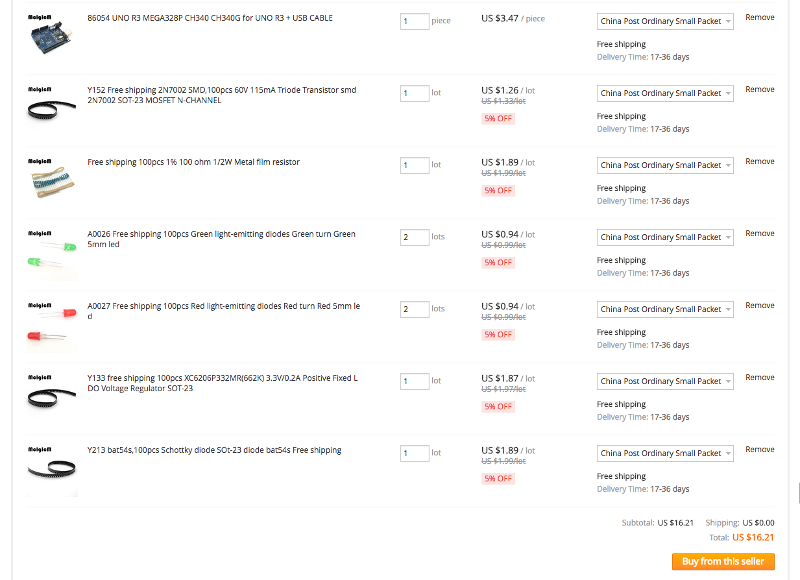 MalgloM
86054 UNO R3 MEGA328P CH340 CH340G for UNO R3 + USB CABLE
1 piece
US $3.47 / piece
China Post Ordinary Small Packet
Free shipping
Delivery Time: 17-36 days
Remove
Y152 Free shipping 2N7002 SMD,100pcs 60V 115mA Triode Transistor smd
2N7002 SOT-23 MOSFET N-CHANNEL
1 lot
US $1.26 / lot
US $1.33/lot
5% OFF
China Post Ordinary Small Packet
Free shipping
Delivery Time: 17-36 days
Remove
Free shipping 100pcs 1% 100 ohm 1/2W Metal film resistor
1 lot
US $1.89 / lot
US $1.99/lot
5% OFF
China Post Ordinary Small Packet
Free shipping
Delivery Time: 17-36 days
Remove
A0026 Free shipping 100pcs Green light-emitting diodes Green turn Green
5mm led
2 lots
US $0.94 / lot
US $0.99/lot
5% OFF
China Post Ordinary Small Packet
Free shipping
Delivery Time: 17-36 days
Remove
A0027 Free shipping 100pcs Red light-emitting diodes Red turn Red 5mm le
d
2 lots
US $0.94 / lot
US $0.99/lot
5% OFF
China Post Ordinary Small Packet
Free shipping
Delivery Time: 17-36 days
Remove
Y133 free shipping 100pcs XC6206P332MR(662K) 3.3V/0.2A Positive Fixed L
DO Voltage Regulator SOT-23
1 lot
US $1.87 / lot
US $1.97/lot
5% OFF
China Post Ordinary Small Packet
Free shipping
Delivery Time: 17-36 days
Remove
Y213 bat54s,100pcs Schottky diode SOt-23 diode bat54s Free shipping
1 lot
US $1.89 / lot
US $1.99/lot
5% OFF
China Post Ordinary Small Packet
Free shipping
Delivery Time: 17-36 days
Remove
Subtotal: US $16.21 Shipping: US $0.00
Total: US $16.21
Buy from this seller